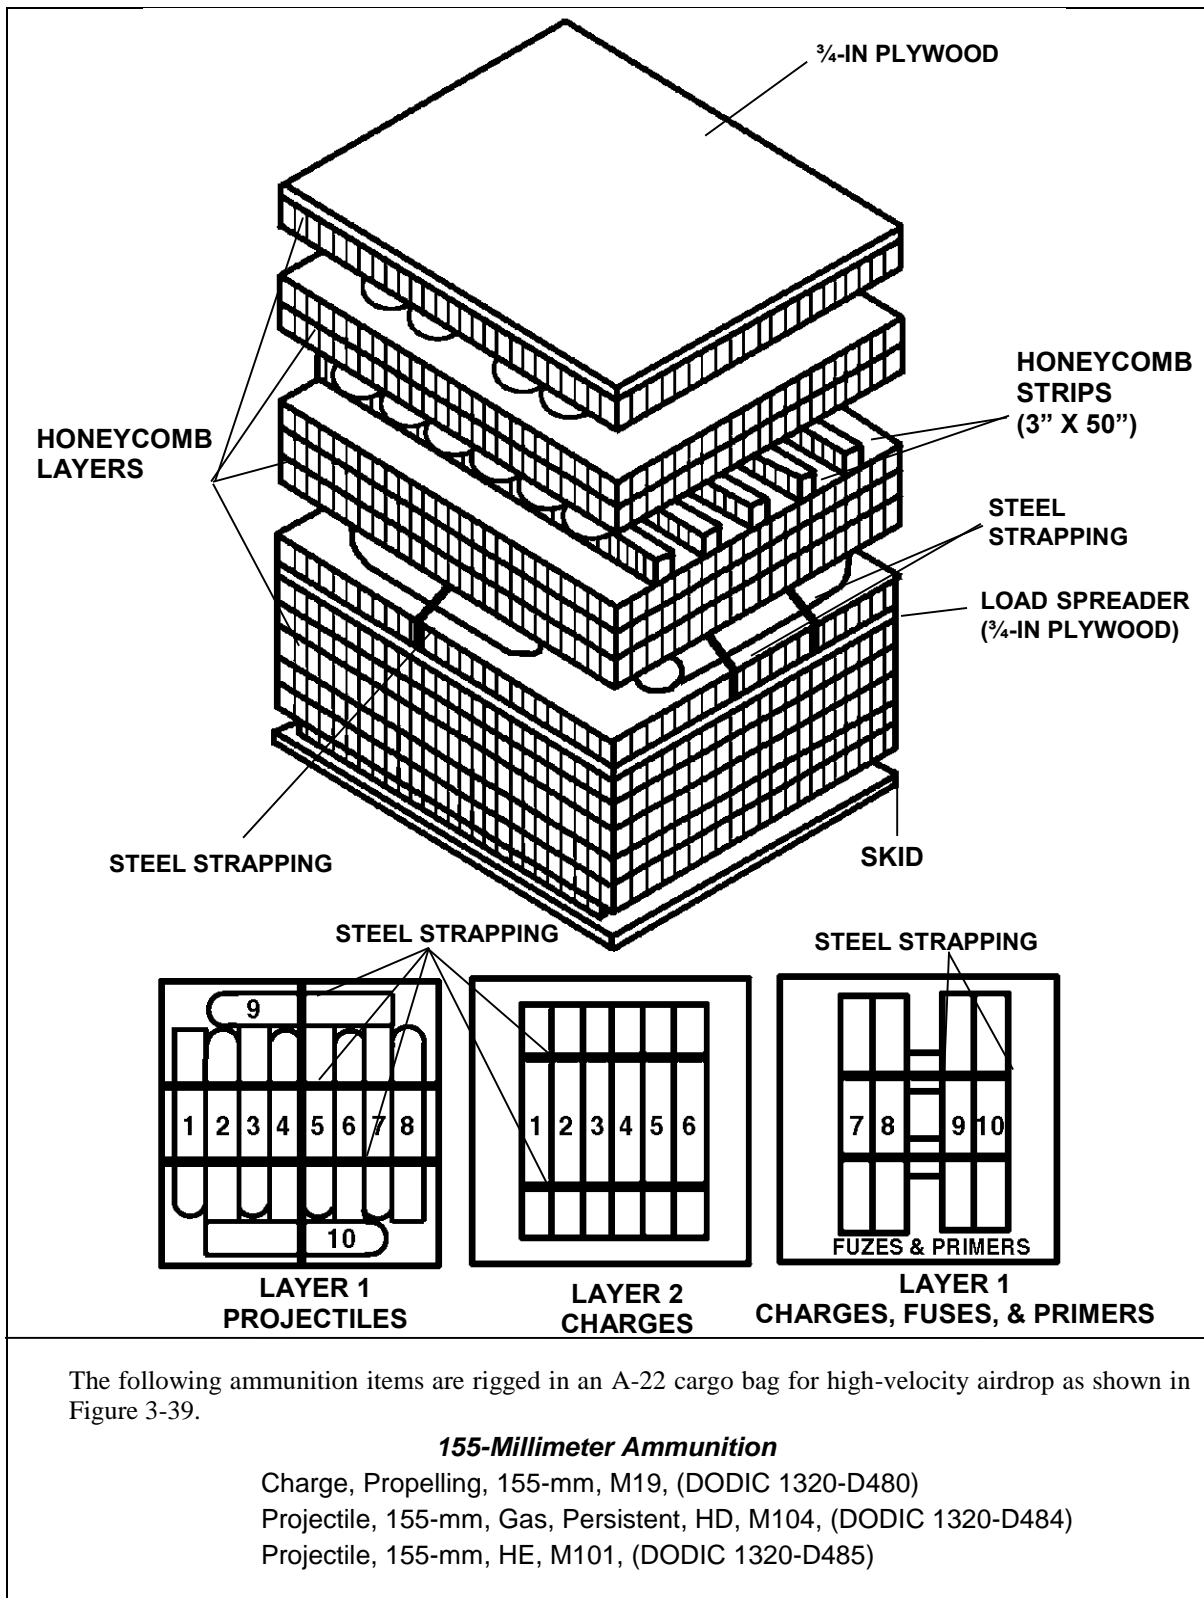 ¾-IN PLYWOOD
HONEYCOMB
STRIPS
(3” X 50”)
HONEYCOMB
LAYERS
STEEL
STRAPPING
LOAD SPREADER
(¾-IN PLYWOOD)
STEEL STRAPPING
SKID
STEEL STRAPPING
STEEL STRAPPING
9
1 2 3 4 5 6 7 8
10
1 2 3 4 5 6
7 8 9 10
FUZES & PRIMERS
LAYER 1
PROJECTILES
LAYER 2
CHARGES
LAYER 1
CHARGES, FUSES, & PRIMERS
The following ammunition items are rigged in an A-22 cargo bag for high-velocity airdrop as shown in
Figure 3-39.
155-Millimeter Ammunition
Charge, Propelling, 155-mm, M19, (DODIC 1320-D480)
Projectile, 155-mm, Gas, Persistent, HD, M104, (DODIC 1320-D484)
Projectile, 155-mm, HE, M101, (DODIC 1320-D485)